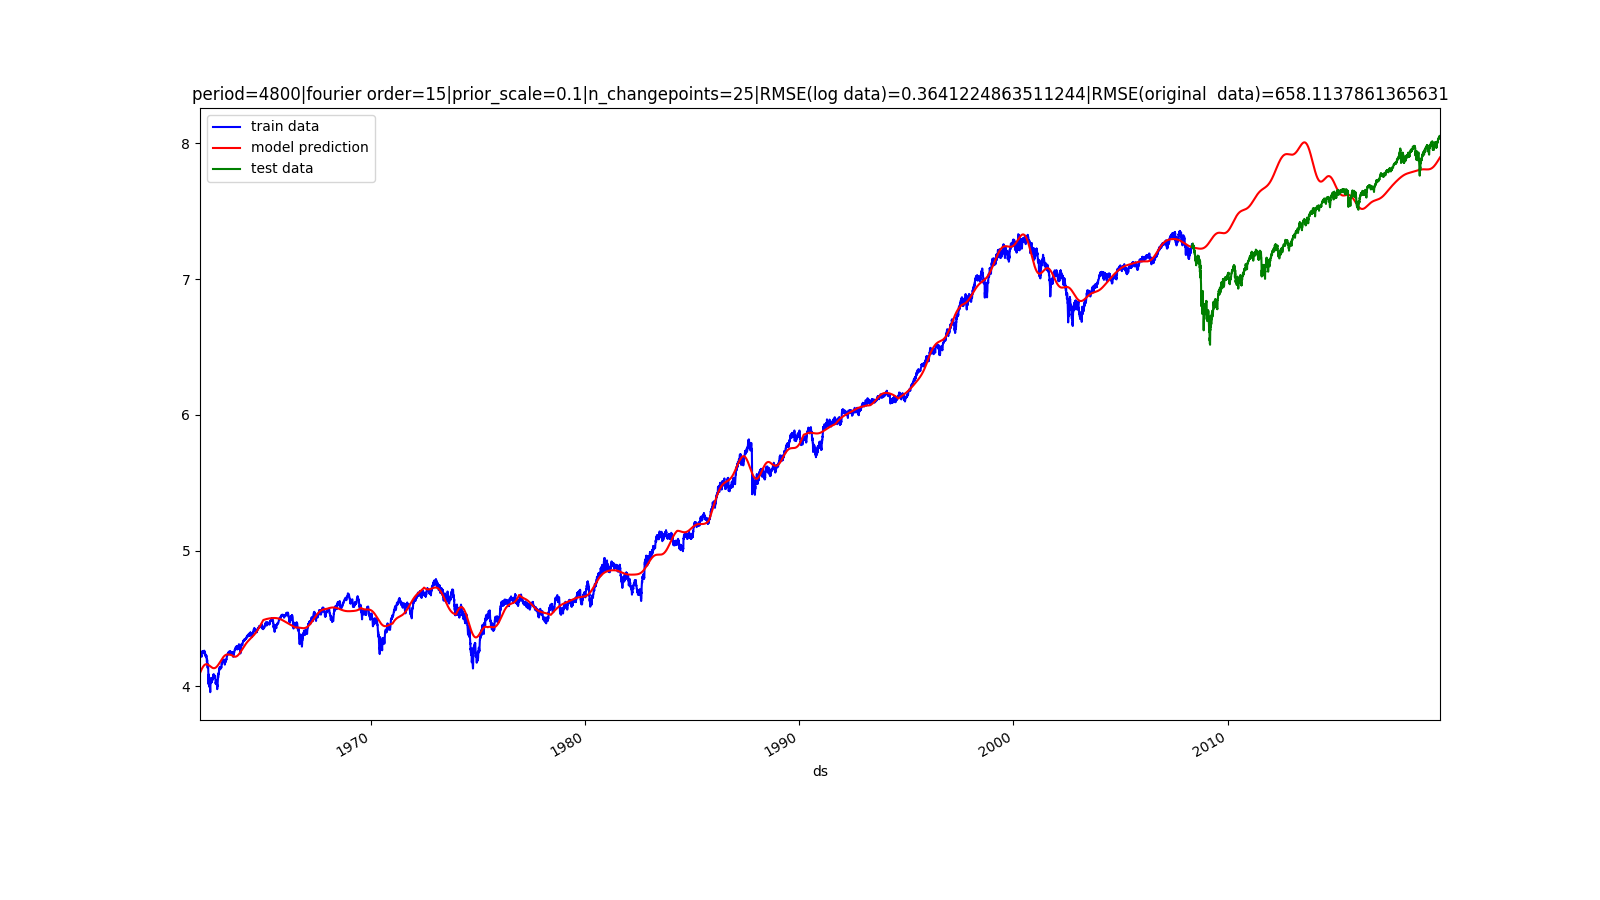 period=4800|fourier order=15|prior_scale=0.1|n_changepoints=25|RMSE(log data)=0.3641224863511244|RMSE(original  data)=658.1137861365631
train data
model prediction
test data
8
7
6
5
4
1970
1980
1990
2000
2010
ds